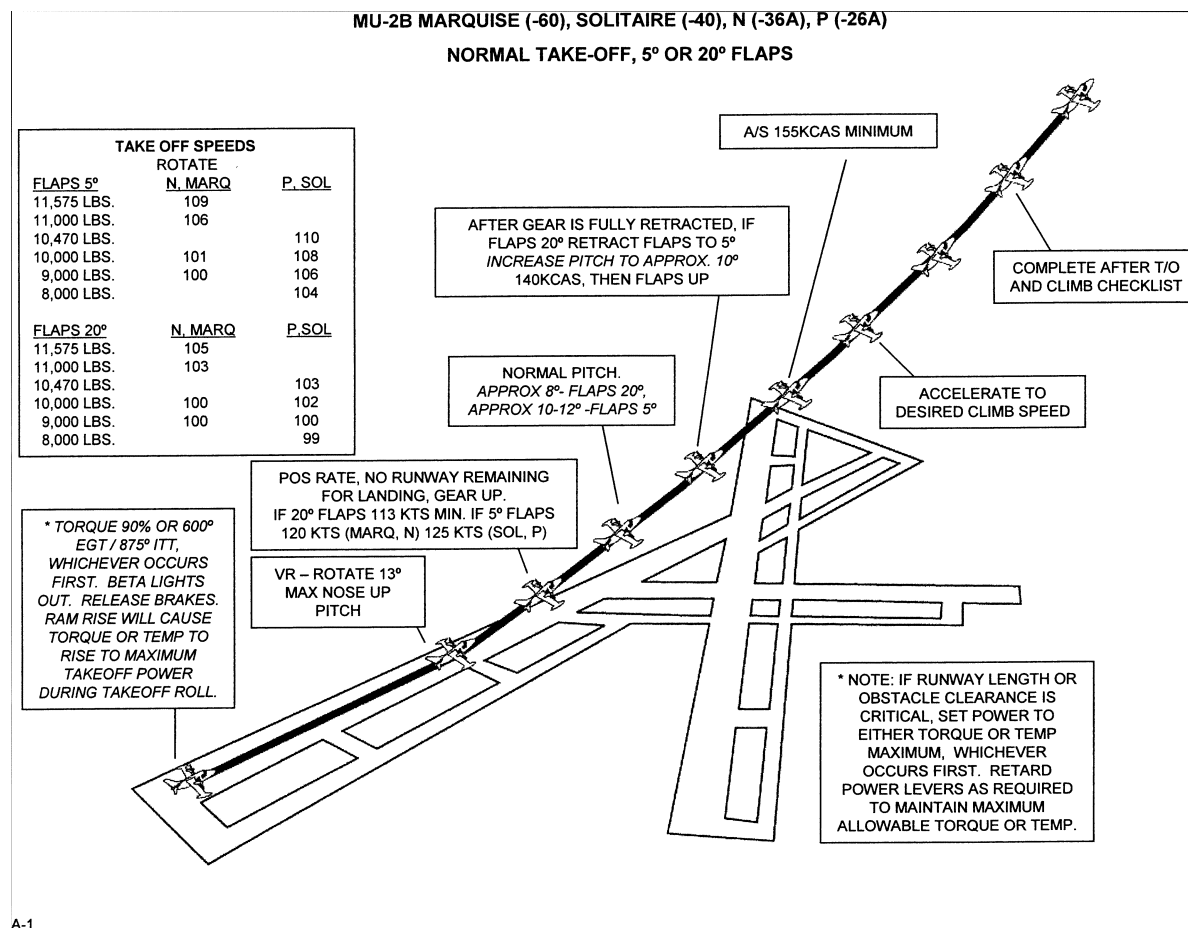 MU-2B MARQUISE (-60), SOLITAIRE (-40), N (-36A), P (-26A)
NORMAL TAKE-OFF, 5º OR 20º FLAPS
TAKE OFF SPEEDS
ROTATE
FLAPS 5º N, MARQ P, SOL
11,575 LBS. 109
11,000 LBS. 106
10,470 LBS. 110
10,000 LBS. 101 108
9,000 LBS. 100 106
8,000 LBS. 104
FLAPS 20º N, MARQ P,SOL
11,575 LBS. 105
11,000 LBS. 103
10,470 LBS. 103
10,000 LBS. 100 102
9,000 LBS. 100 100
8,000 LBS. 99
* TORQUE 90% OR 600º
EGT / 875º ITT,
WHICHEVER OCCURS
FIRST. BETA LIGHTS
OUT. RELEASE BRAKES.
RAM RISE WILL CAUSE
TORQUE OR TEMP TO
RISE TO MAXIMUM
TAKEOFF POWER
DURING TAKEOFF ROLL.
VR – ROTATE 13º
MAX NOSE UP
PITCH
POS RATE, NO RUNWAY REMAINING
FOR LANDING, GEAR UP.
IF 20º FLAPS 113 KTS MIN. IF 5º FLAPS
120 KTS (MARQ, N) 125 KTS (SOL, P)
NORMAL PITCH.
APPROX 8º- FLAPS 20º,
APPROX 10-12º -FLAPS 5º
AFTER GEAR IS FULLY RETRACTED, IF
FLAPS 20º RETRACT FLAPS TO 5º
INCREASE PITCH TO APPROX. 10º
140KCAS, THEN FLAPS UP
A/S 155KCAS MINIMUM
ACCELERATE TO
DESIRED CLIMB SPEED
COMPLETE AFTER T/O
AND CLIMB CHECKLIST
* NOTE: IF RUNWAY LENGTH OR
OBSTACLE CLEARANCE IS
CRITICAL, SET POWER TO
EITHER TORQUE OR TEMP
MAXIMUM, WHICHEVER
OCCURS FIRST. RETARD
POWER LEVERS AS REQUIRED
TO MAINTAIN MAXIMUM
ALLOWABLE TORQUE OR TEMP.
A-1